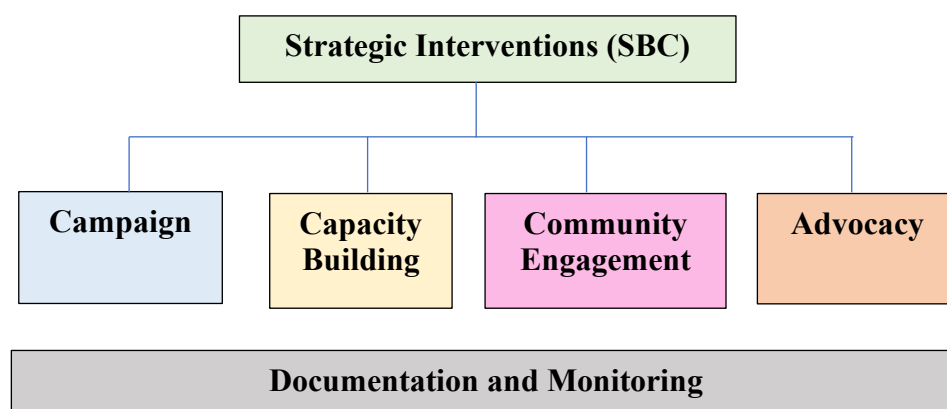 Strategic Interventions (SBC)
Campaign
Capacity
Building
Community
Engagement
Advocacy
Documentation and Monitoring